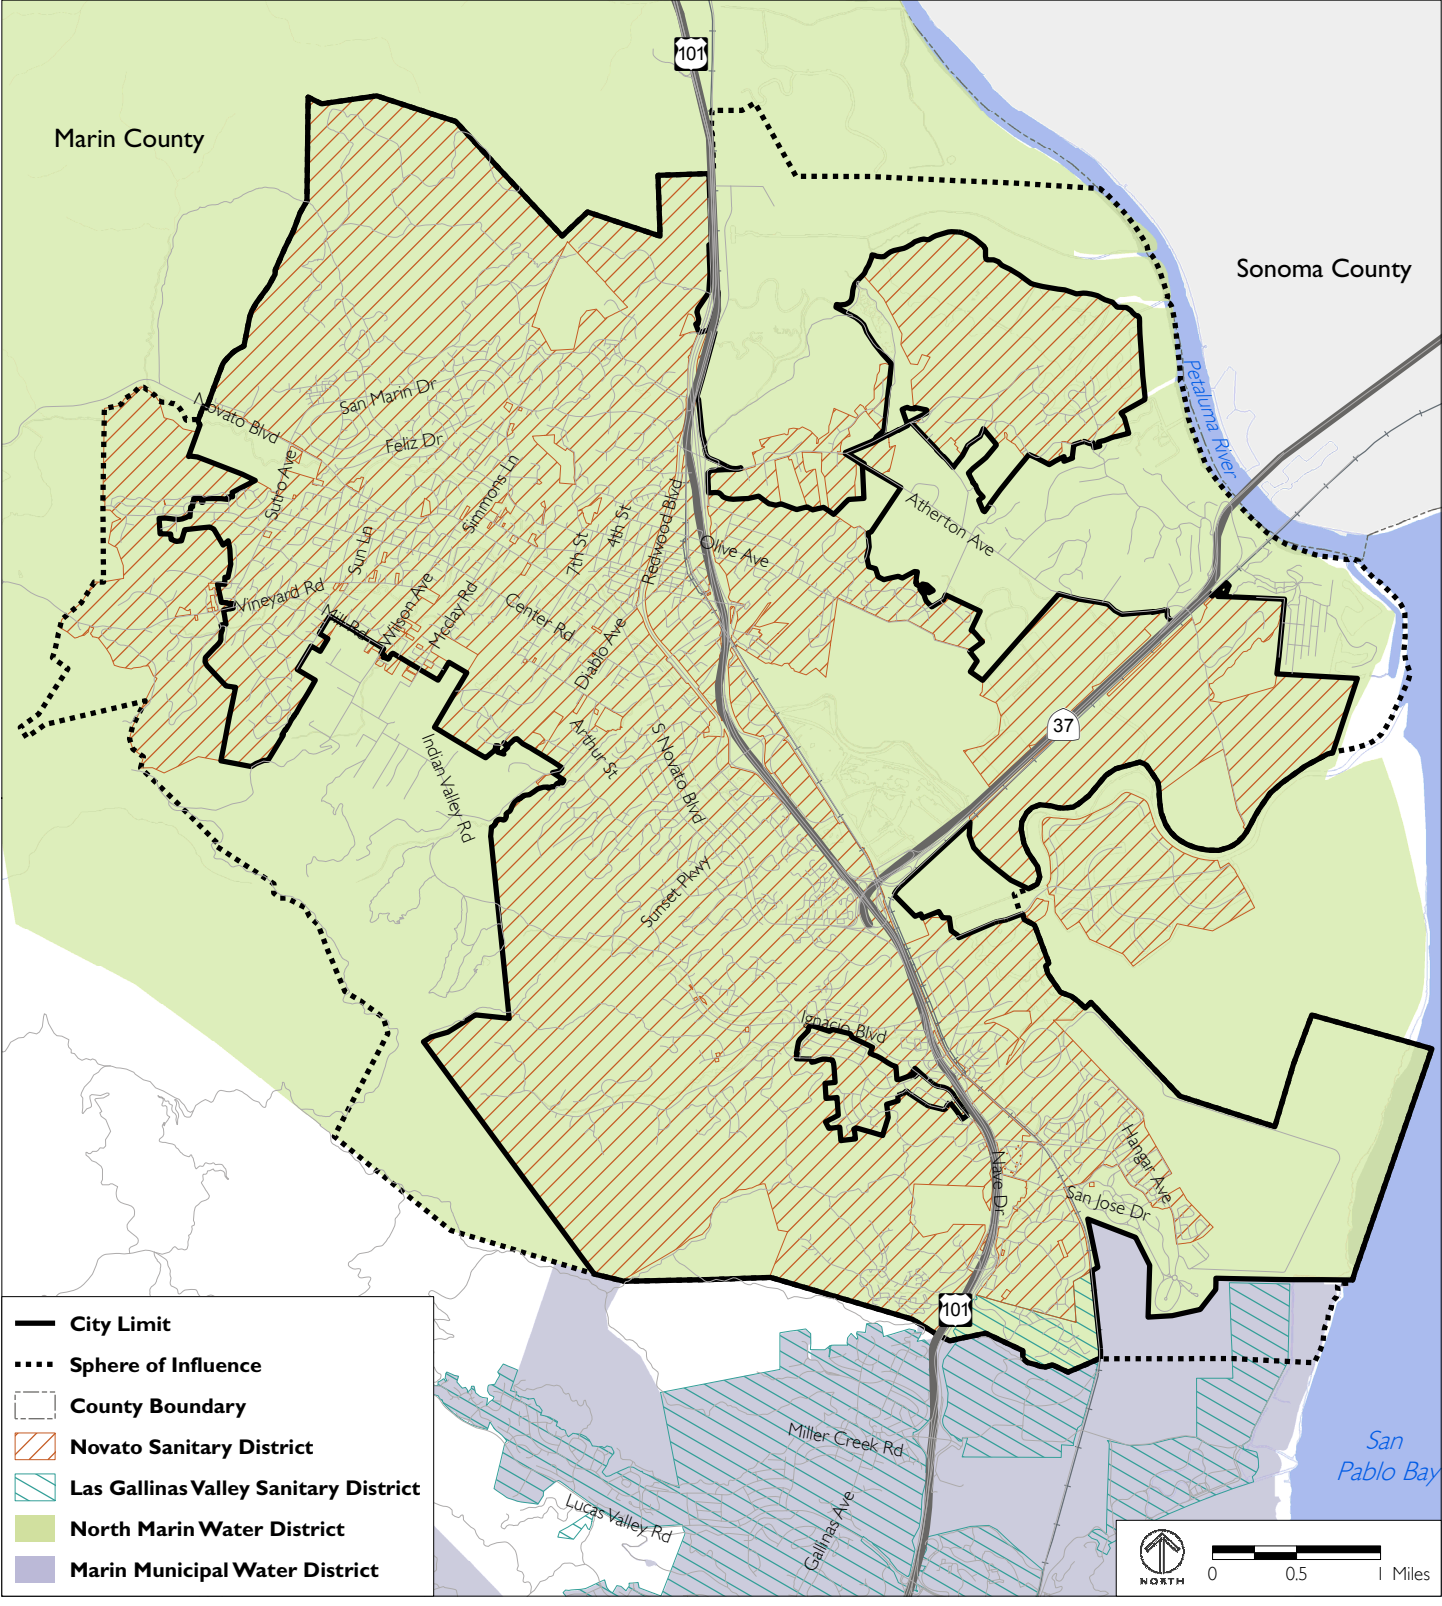 101
Marin County
Sonoma County
Petaluma River
San Marin Dr
Novato Blvd
Feliz Dr
Sutro Ave
Simmons Ln
Sun Ln
7th St
4th St
Redwood Blvd
Olive Ave
Atherton Ave
Vineyard Rd
Mill Rd
Wilson Ave
Mcclay Rd
Center Rd
Diablo Ave
Arthur St
S Novato Blvd
Indian Valley Rd
37
Sunset Pkwy
Ignacio Blvd
Nave Dr
Hangar Ave
San Jose Dr
101
Miller Creek Rd
Lucas Valley Rd
Gallinas Ave
San
Pablo Bay
City Limit
Sphere of Influence
County Boundary
Novato Sanitary District
Las Gallinas Valley Sanitary District
North Marin Water District
Marin Municipal Water District
NORTH
0 0.5 1 Miles